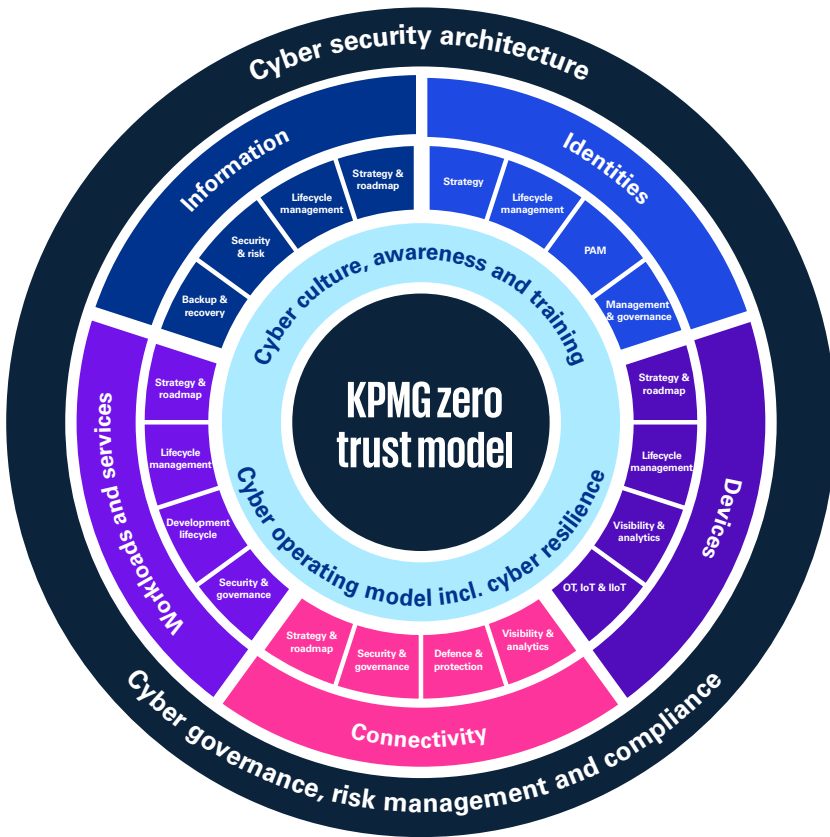 Cyber security architecture
Information
Strategy &
roadmap
Lifecycle
management
Security
& risk
Backup &
recovery
Identities
Strategy
Lifecycle
management
PAM
Management
& governance
Devices
Strategy &
roadmap
Lifecycle
management
Visibility &
analytics
OT, IoT & IIoT
Connectivity
Strategy &
roadmap
Security &
governance
Defence &
protection
Visibility &
analytics
Workloads and services
Strategy &
roadmap
Lifecycle
management
Development
lifecycle
Security &
governance
Cyber culture, awareness and training
KPMG zero
trust model
Cyber operating model incl. cyber resilience
Cyber governance, risk management and compliance